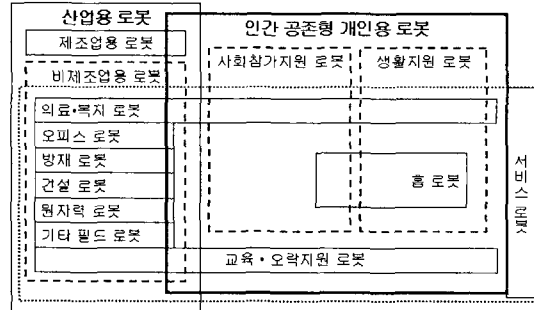 산업용 로봇
인간 공존형 개인용 로봇
제조업용 로봇
비제조업용 로봇
사회참가지원 로봇
생활지원 로봇
의료•복지 로봇
오피스 로봇
방재 로봇
건설 로봇
원자력 로봇
기타 필드 로봇
홈 로봇
교육 • 오락지원 로봇
서비스 로봇